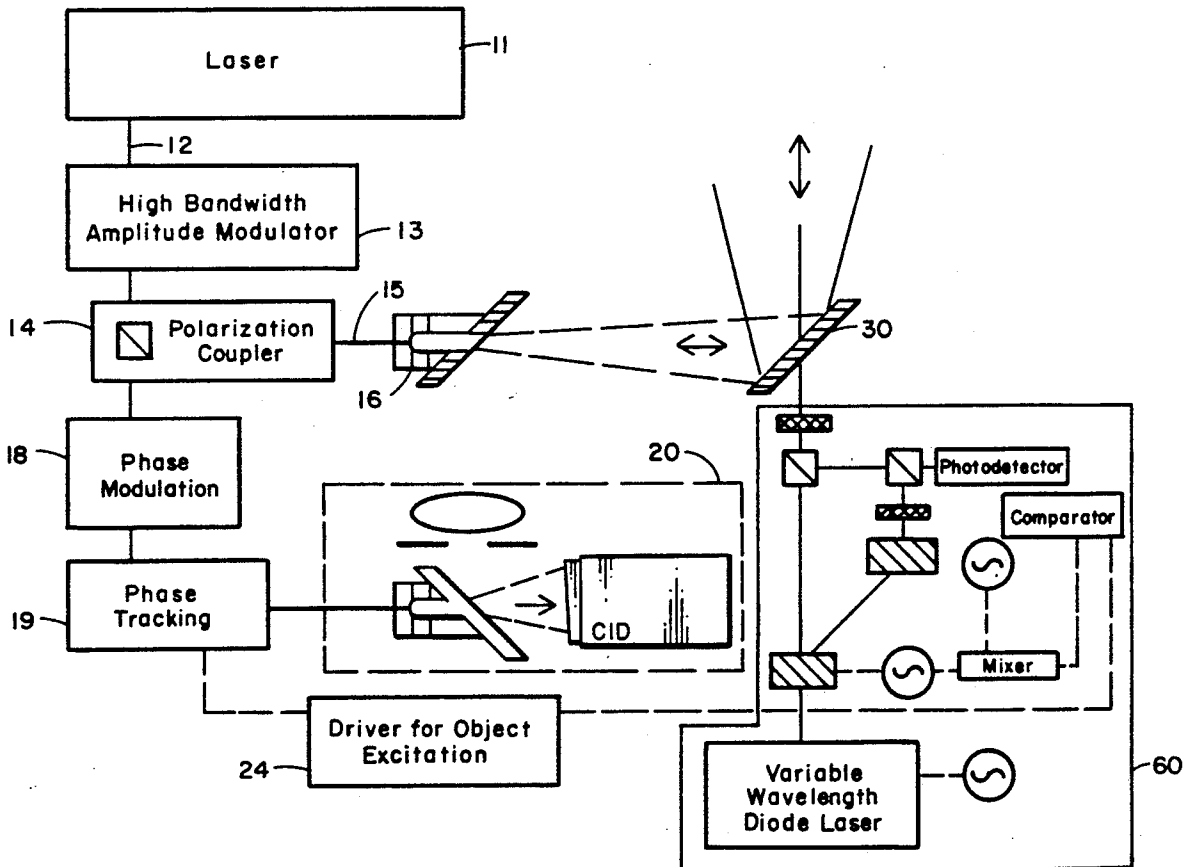 Laser
11
12
High Bandwidth
Amplitude Modulator
13
14
Polarization
Coupler
15
16
30
18
Phase
Modulation
20
Photodetector
Comparator
19
Phase
Tracking
CID
Mixer
Driver for Object
Excitation
24
Variable
Wavelength
Diode Laser
60